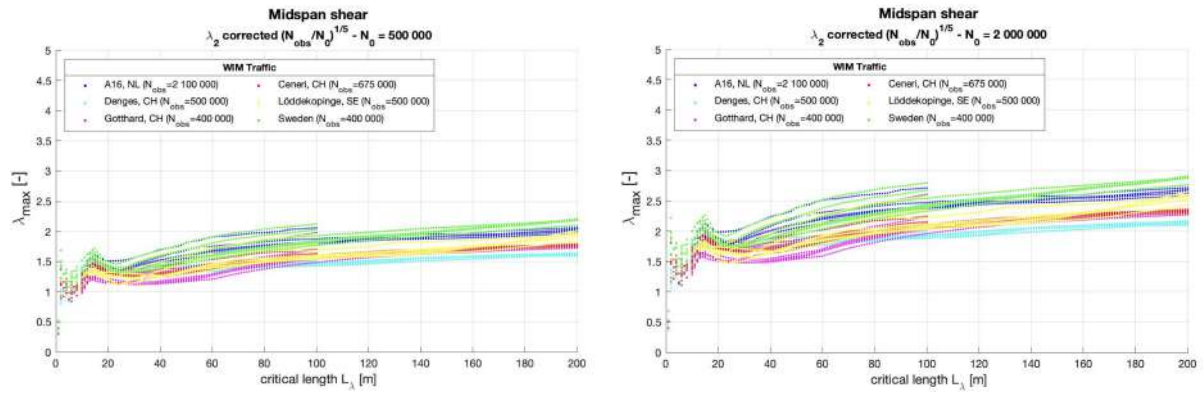 Midspan shear
λ2 corrected (Nobs/N0)^1/5 - N0 = 500 000
5
4.5
4
3.5
3
2.5
2
1.5
1
0.5
0
λmax [-]
WIM Traffic
A16, NL (Nobs=2 100 000)
Ceneri, CH (Nobs=675 000)
Denges, CH (Nobs=500 000)
Löddekopinge, SE (Nobs=500 000)
Gotthard, CH (Nobs=400 000)
Sweden (Nobs=400 000)
0 20 40 60 80 100 120 140 160 180 200
critical length Lλ [m]
Midspan shear
λ2 corrected (Nobs/N0)^1/5 - N0 = 2 000 000
5
4.5
4
3.5
3
2.5
2
1.5
1
0.5
0
λmax [-]
WIM Traffic
A16, NL (Nobs=2 100 000)
Ceneri, CH (Nobs=675 000)
Denges, CH (Nobs=500 000)
Löddekopinge, SE (Nobs=500 000)
Gotthard, CH (Nobs=400 000)
Sweden (Nobs=400 000)
0 20 40 60 80 100 120 140 160 180 200
critical length Lλ [m]